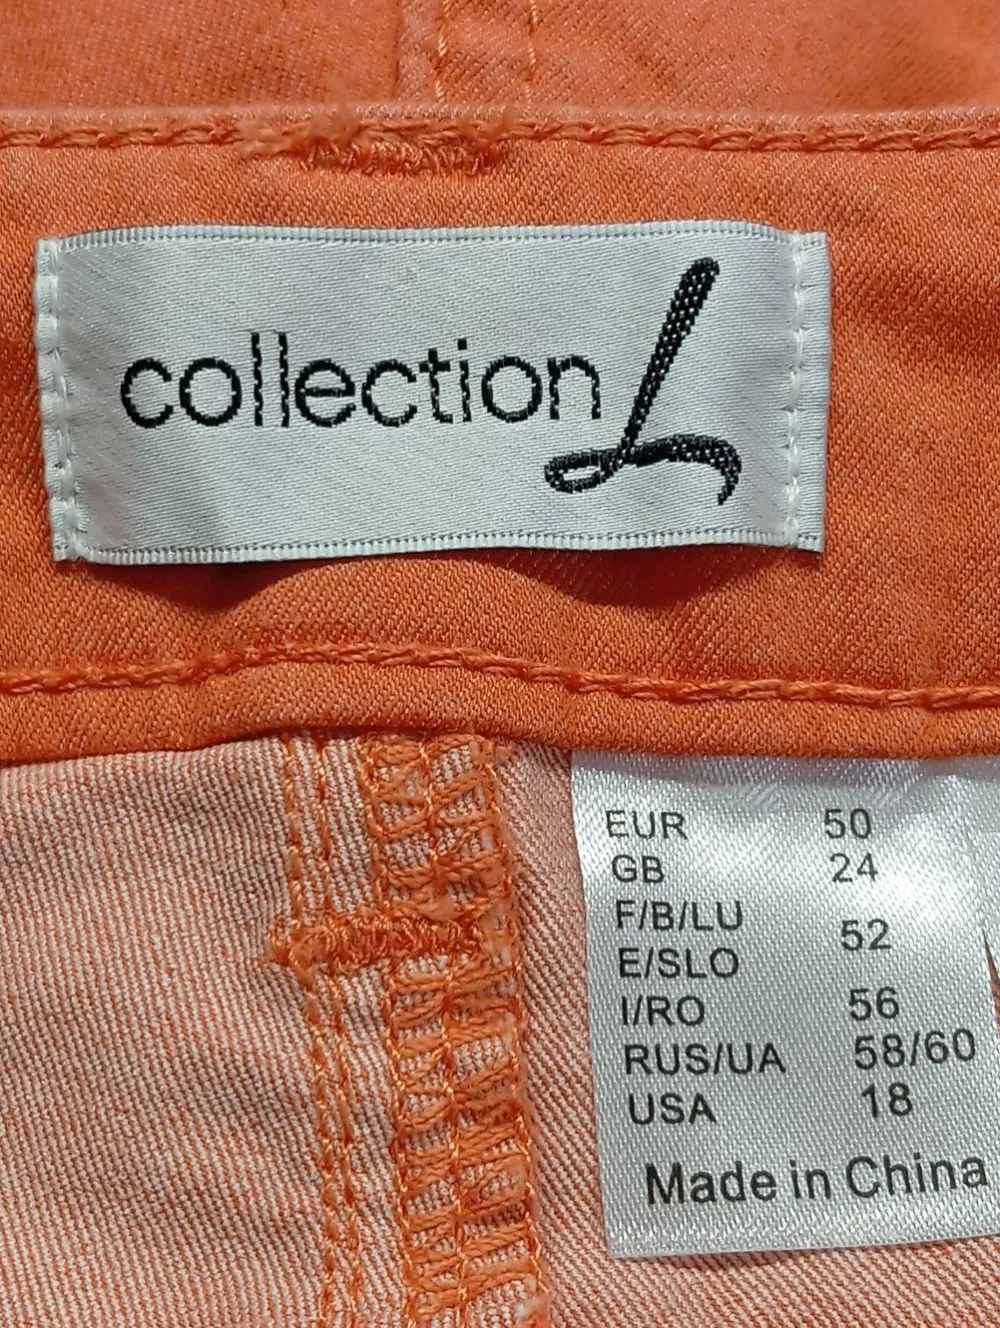 collection L
EUR 50
GB 24
F/B/LU
52
E/SLO
I/RO 56
RUS/UA 58/60
USA 18
Made in China